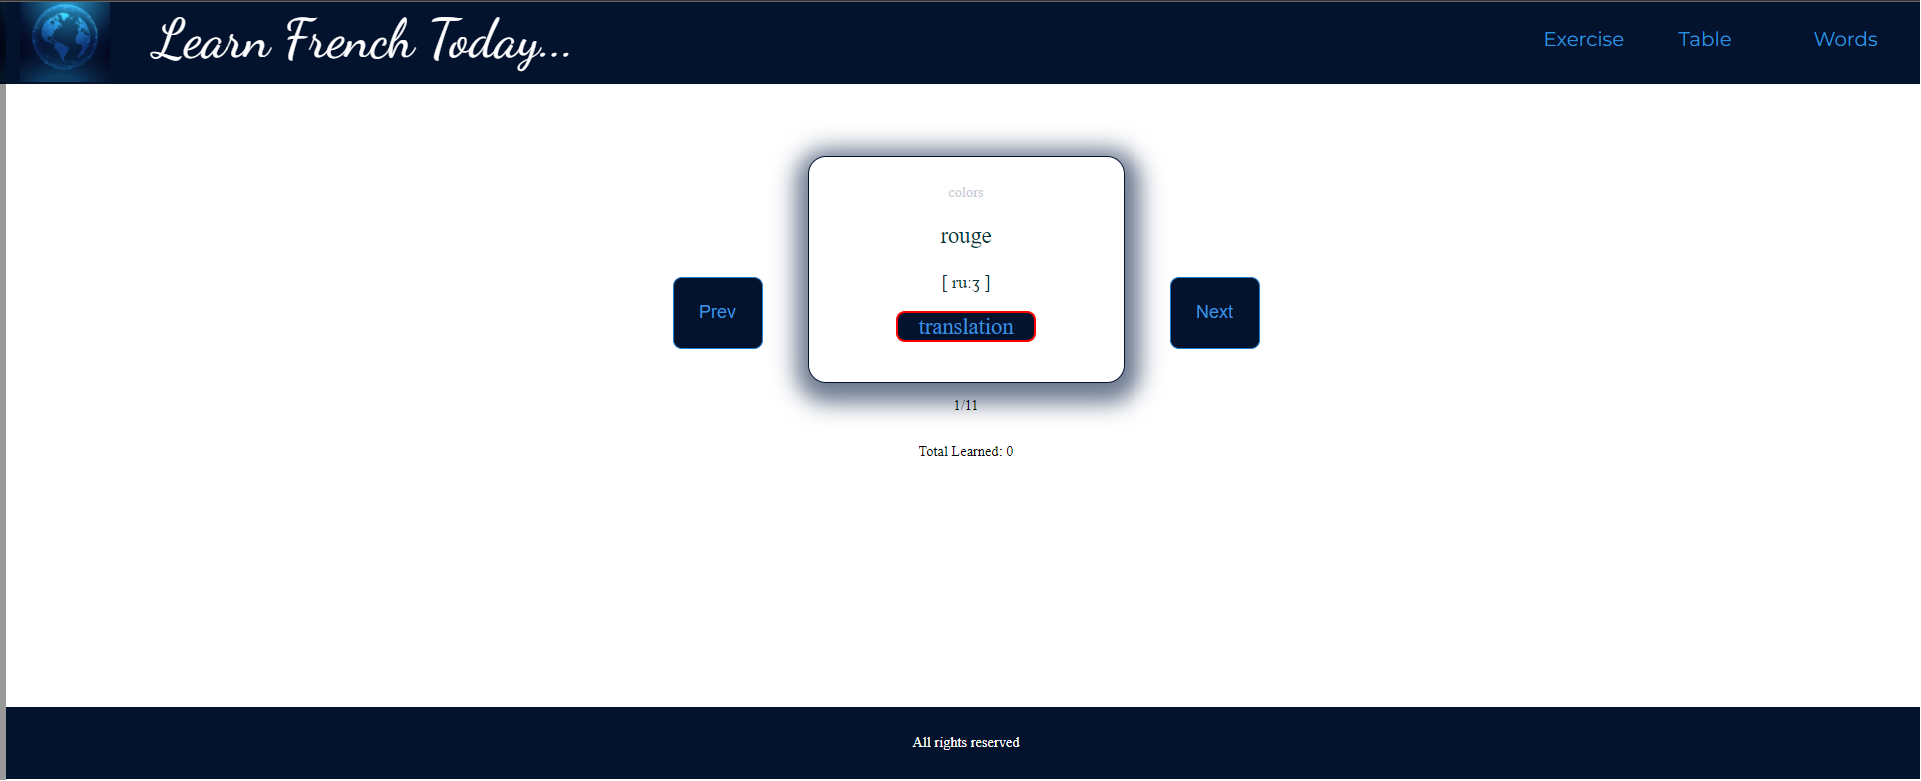 Learn French Today...
Exercise Table Words
colors
rouge
[ ru:ʒ ]
translation
Prev
Next
1/11
Total Learned: 0
All rights reserved